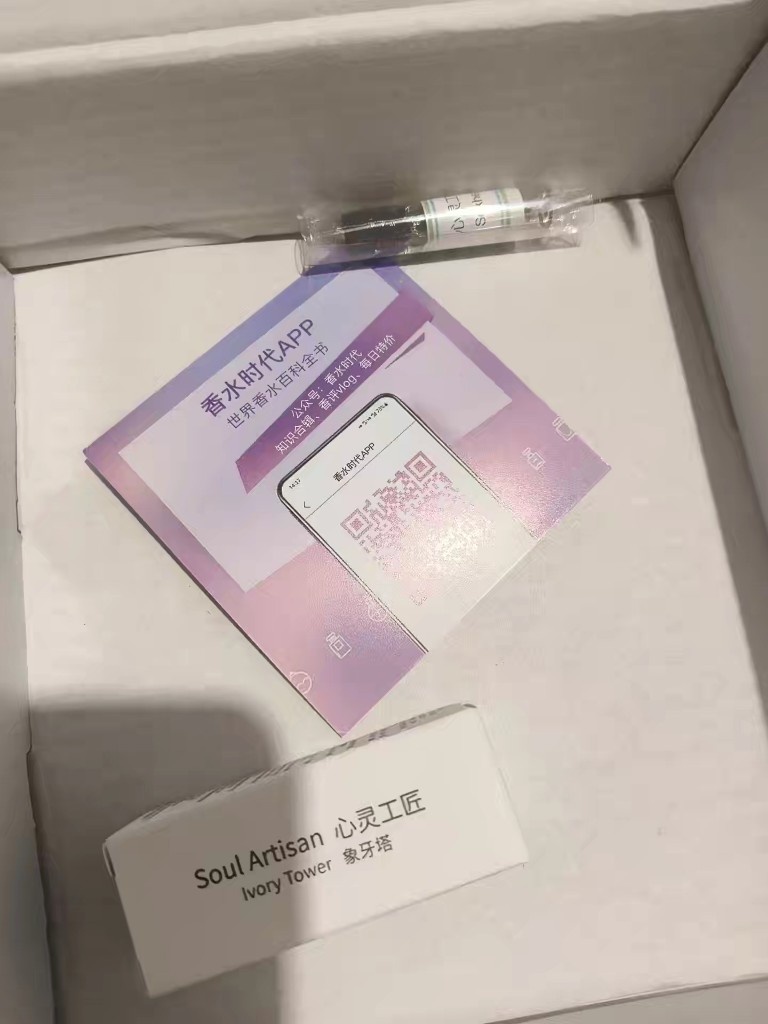 香水时代APP
世界香水百科全书
公众号：香水时代
知识合辑、香评vlog、每日特价
14:37
香水时代APP
Soul Artisan 心灵工匠
Ivory Tower 象牙塔